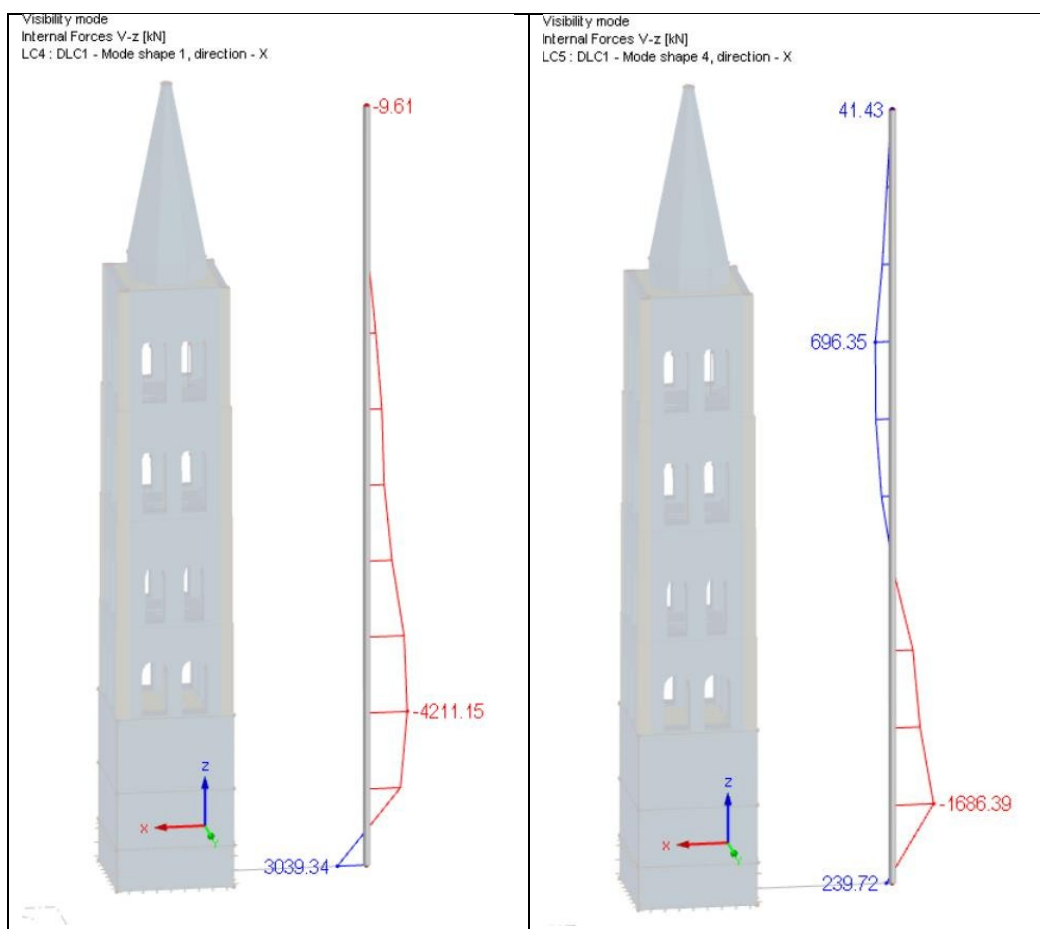 Visibility mode
Internal Forces V-z [kN]
LC4 : DLC1 - Mode shape 1, direction - X
-9.61
-4211.15
Z
X
Y
3039.34
Visibility mode
Internal Forces V-z [kN]
LC5 : DLC1 - Mode shape 4, direction - X
41.43
696.35
-1686.39
Z
X
Y
239.72